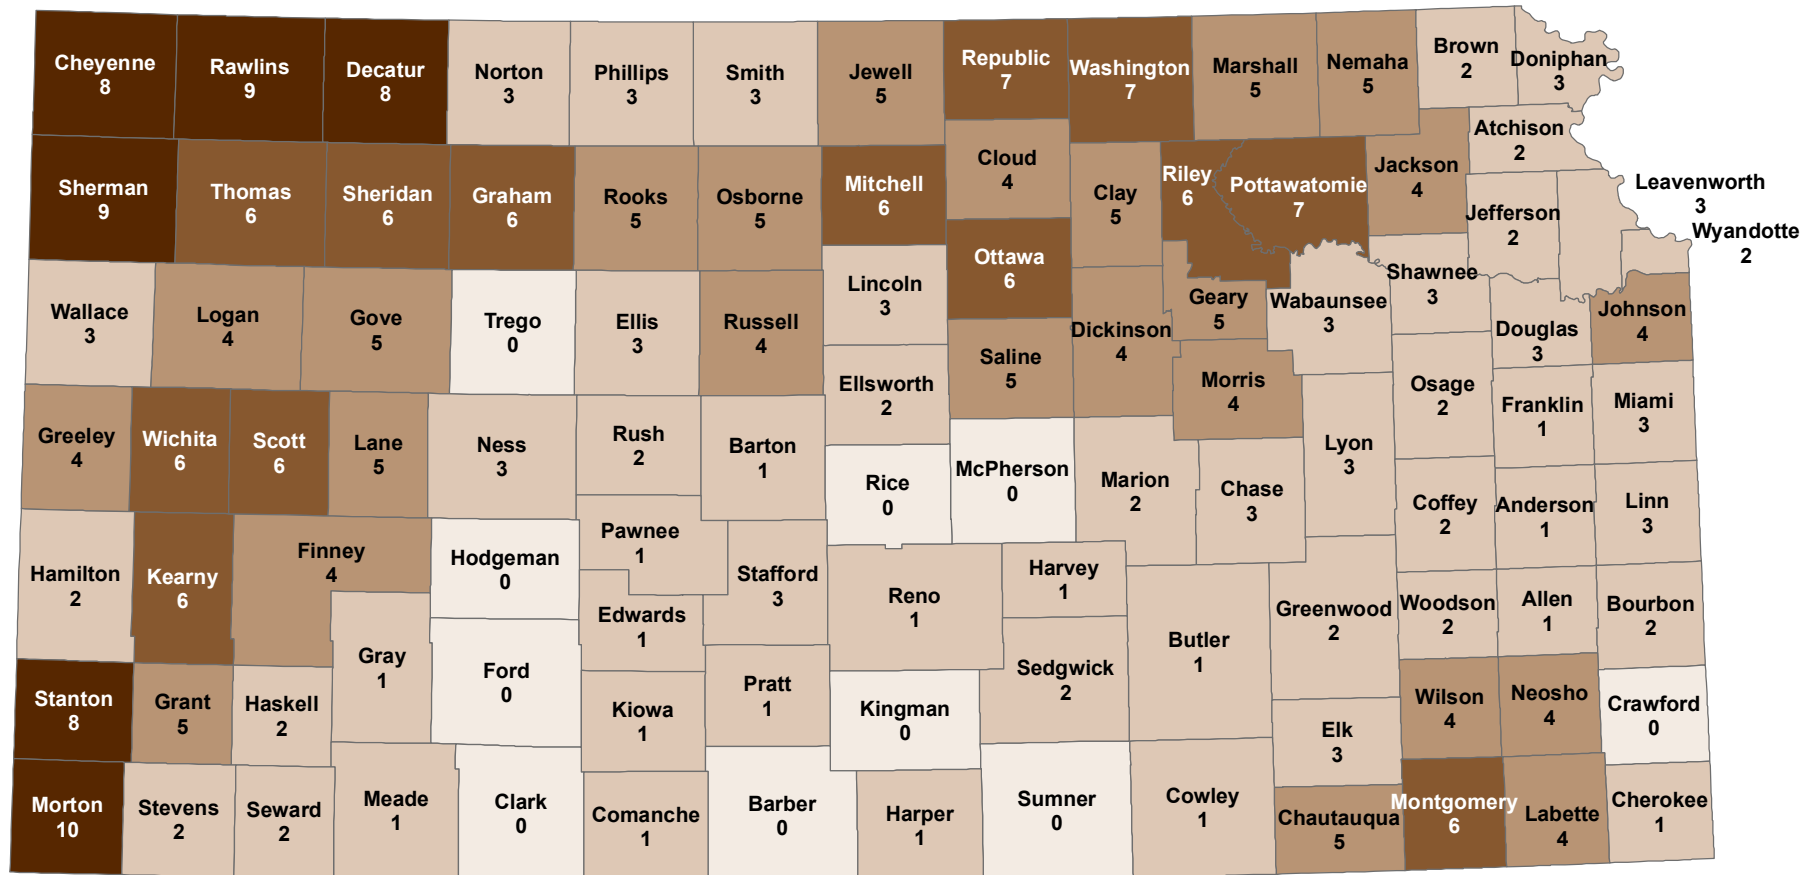 Cheyenne
8
Rawlins
9
Decatur
8
Norton
3
Phillips
3
Smith
3
Jewell
5
Republic
7
Washington
7
Marshall
5
Nemaha
5
Brown
2
Doniphan
3
Atchison
2
Sherman
9
Thomas
6
Sheridan
6
Graham
6
Rooks
5
Osborne
5
Mitchell
6
Cloud
4
Clay
5
Riley
6
Pottawatomie
7
Jackson
4
Jefferson
2
Leavenworth
3
Wyandotte
2
Wallace
3
Logan
4
Gove
5
Trego
0
Ellis
3
Russell
4
Lincoln
3
Ottawa
6
Dickinson
4
Geary
5
Wabaunsee
3
Shawnee
3
Douglas
3
Johnson
4
Ellsworth
2
Saline
5
Morris
4
Osage
2
Franklin
1
Miami
3
Greeley
4
Wichita
6
Scott
6
Lane
5
Ness
3
Rush
2
Barton
1
Rice
0
McPherson
0
Marion
2
Chase
3
Lyon
3
Coffey
2
Anderson
1
Linn
3
Hamilton
2
Kearny
6
Finney
4
Hodgeman
0
Pawnee
1
Stafford
3
Edwards
1
Reno
1
Harvey
1
Sedgwick
2
Butler
1
Greenwood
2
Woodson
2
Allen
1
Bourbon
2
Stanton
8
Grant
5
Haskell
2
Gray
1
Ford
0
Kiowa
1
Pratt
1
Kingman
0
Elk
3
Wilson
4
Neosho
4
Crawford
0
Morton
10
Stevens
2
Seward
2
Meade
1
Clark
0
Comanche
1
Barber
0
Harper
1
Sumner
0
Cowley
1
Chautauqua
5
Montgomery
6
Labette
4
Cherokee
1